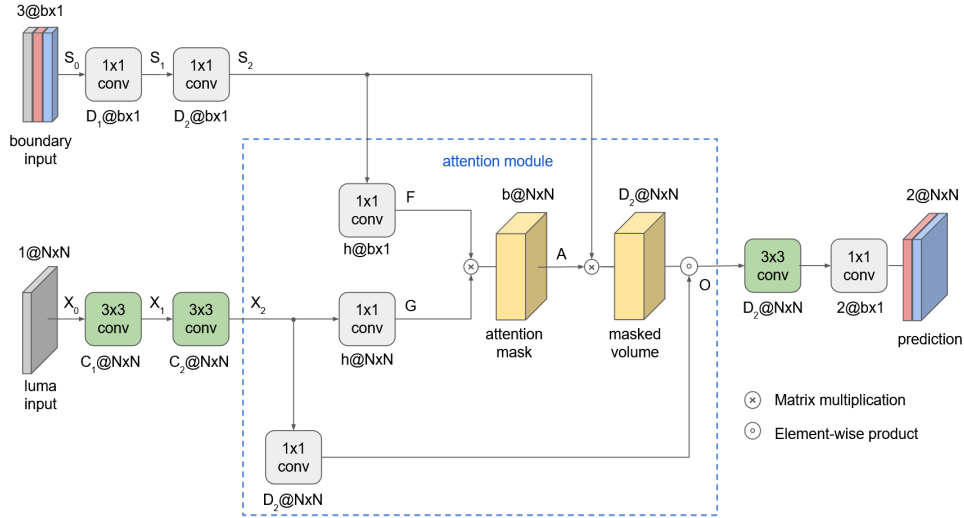 3@bx1
S0
1x1
conv
D1@bx1
S1
1x1
conv
D2@bx1
S2
boundary
input
attention module
1x1
conv
h@bx1
F
b@NxN
attention
mask
A
D2@NxN
masked
volume
O
1@NxN
X0
luma
input
3x3
conv
C1@NxN
X1
3x3
conv
C2@NxN
X2
1x1
conv
h@NxN
G
1x1
conv
D2@NxN
3x3
conv
D2@NxN
1x1
conv
2@bx1
2@NxN
prediction
Matrix multiplication
Element-wise product